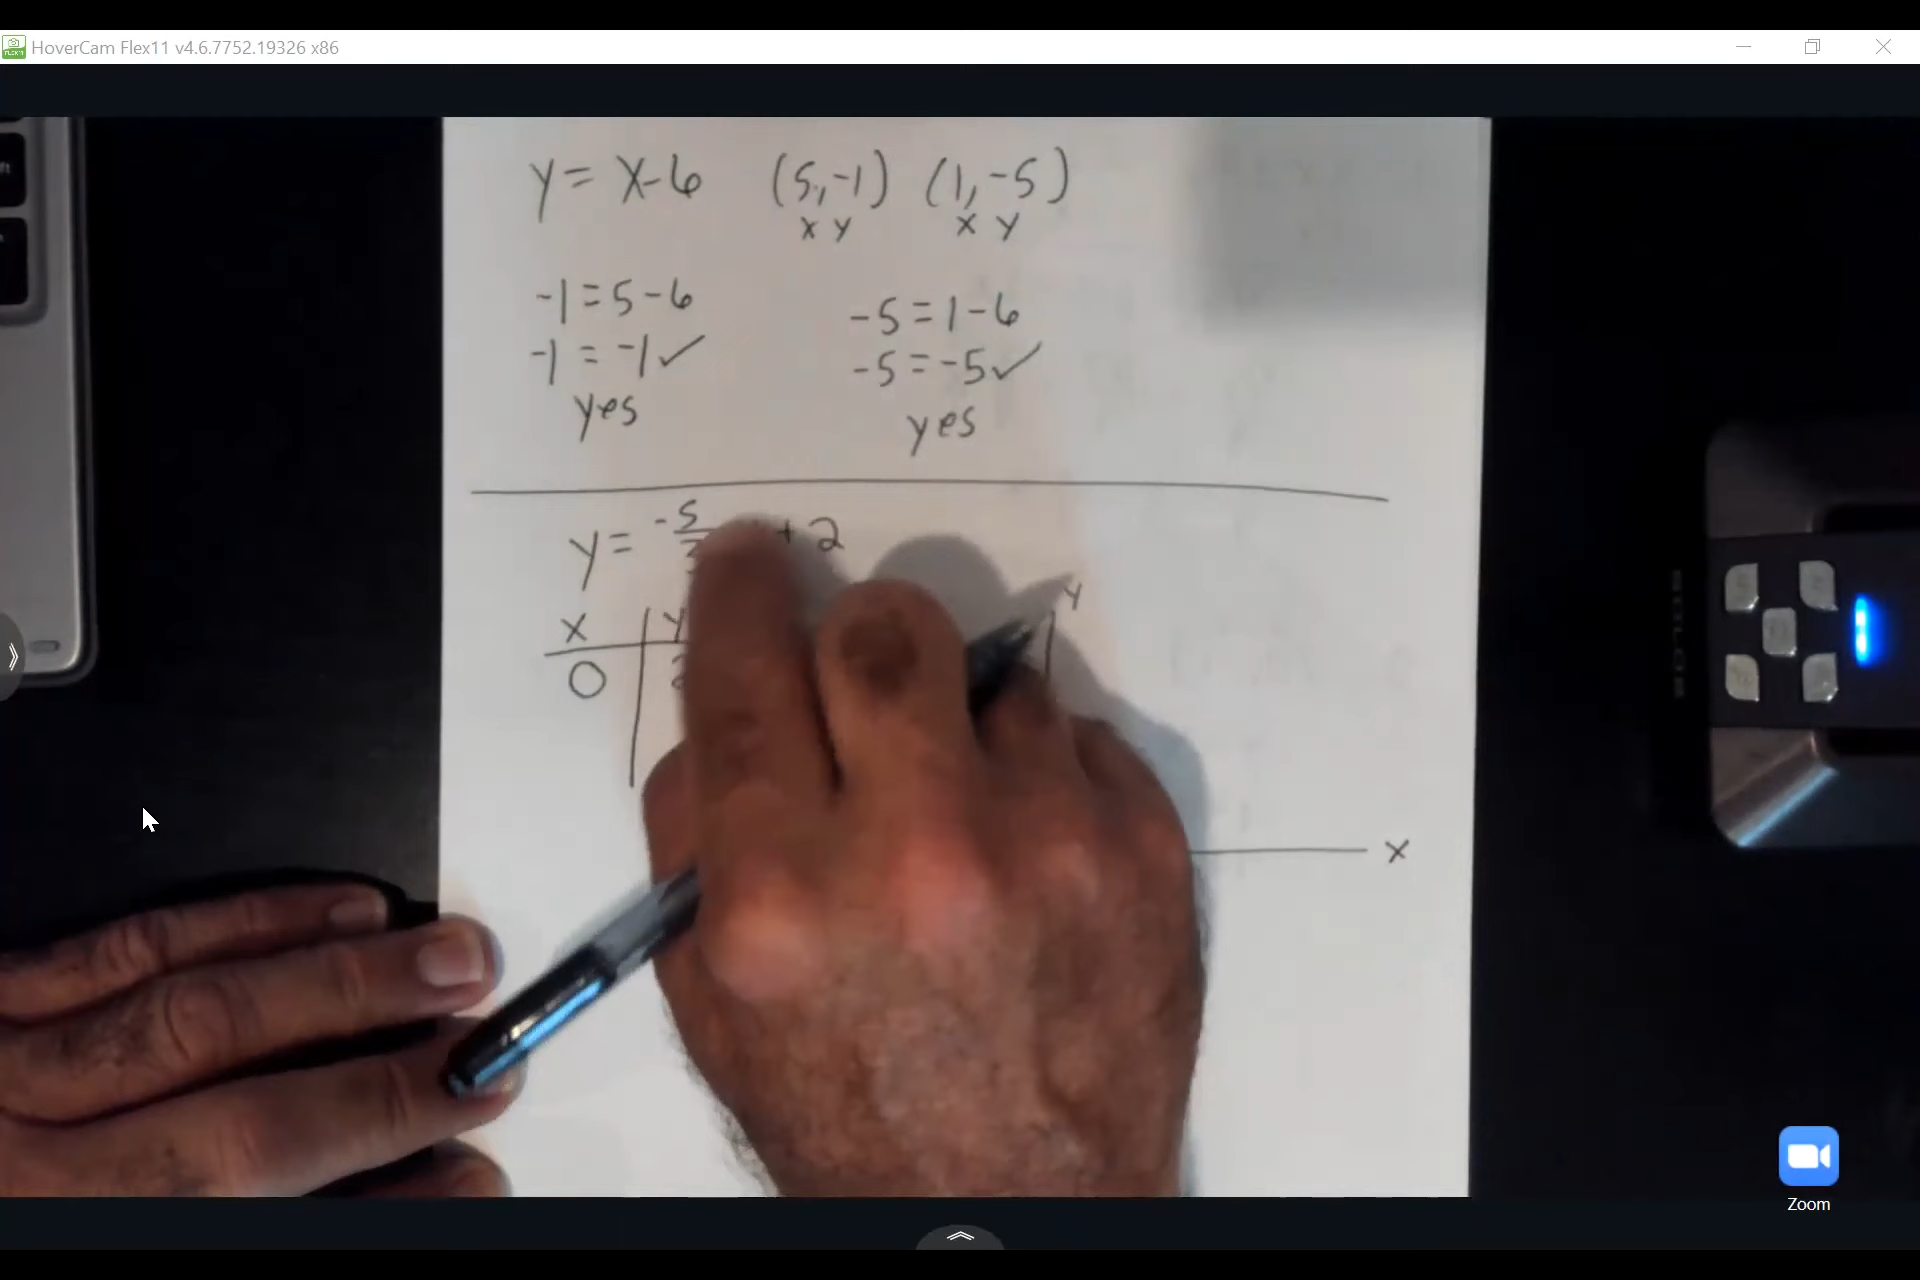 HoverCam Flex11 v4.6.7752.19326 x86
y = x-6 (5,-1) (1,-5)
x y x y
-1 = 5-6
-5 = 1-6
-1 = -1✓
-5 = -5✓
yes
yes
y = -5 + 2
x y
0
y
x
Zoom